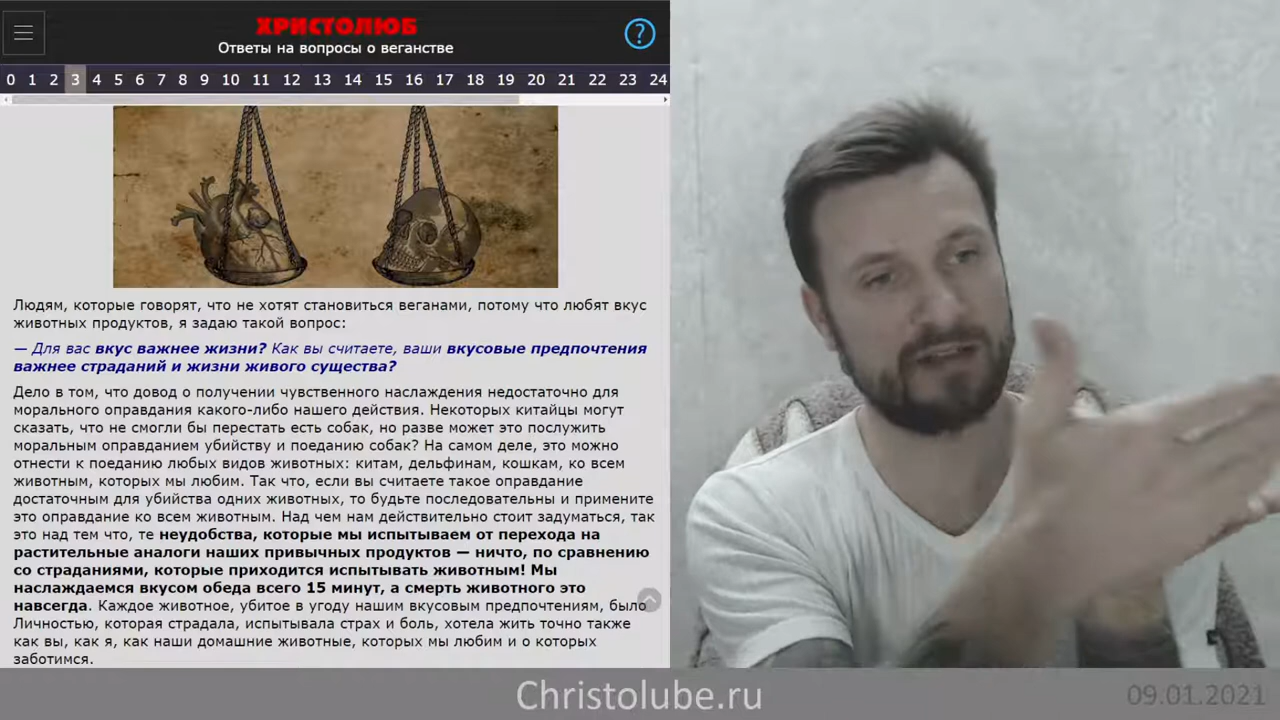 ХРИСТОЛЮБ
Ответы на вопросы о веганстве
?
0 1 2 3 4 5 6 7 8 9 10 11 12 13 14 15 16 17 18 19 20 21 22 23 24
Людям, которые говорят, что не хотят становиться веганами, потому что любят вкус
животных продуктов, я задаю такой вопрос:
— Для вас вкус важнее жизни? Как вы считаете, ваши вкусовые предпочтения
важнее страданий и жизни живого существа?
Дело в том, что довод о получении чувственного наслаждения недостаточно для
морального оправдания какого-либо нашего действия. Некоторых китайцы могут
сказать, что не смогли бы перестать есть собак, но разве может это послужить
моральным оправданием убийству и поеданию собак? На самом деле, это можно
отнести к поеданию любых видов животных: китам, дельфинам, кошкам, ко всем
животным, которых мы любим. Так что, если вы считаете такое оправдание
достаточным для убийства одних животных, то будьте последовательны и примените
это оправдание ко всем животным. Над чем нам действительно стоит задуматься, так
это над тем что, те неудобства, которые мы испытываем от перехода на
растительные аналоги наших привычных продуктов — ничто, по сравнению
со страданиями, которые приходится испытывать животным! Мы
наслаждаемся вкусом обеда всего 15 минут, а смерть животного это
навсегда. Каждое животное, убитое в угоду нашим вкусовым предпочтениям, было
Личностью, которая страдала, испытывала страх и боль, хотела жить точно также
как вы, как я, как наши домашние животные, которых мы любим и о которых
заботимся.
Christolube.ru
09.01.2021